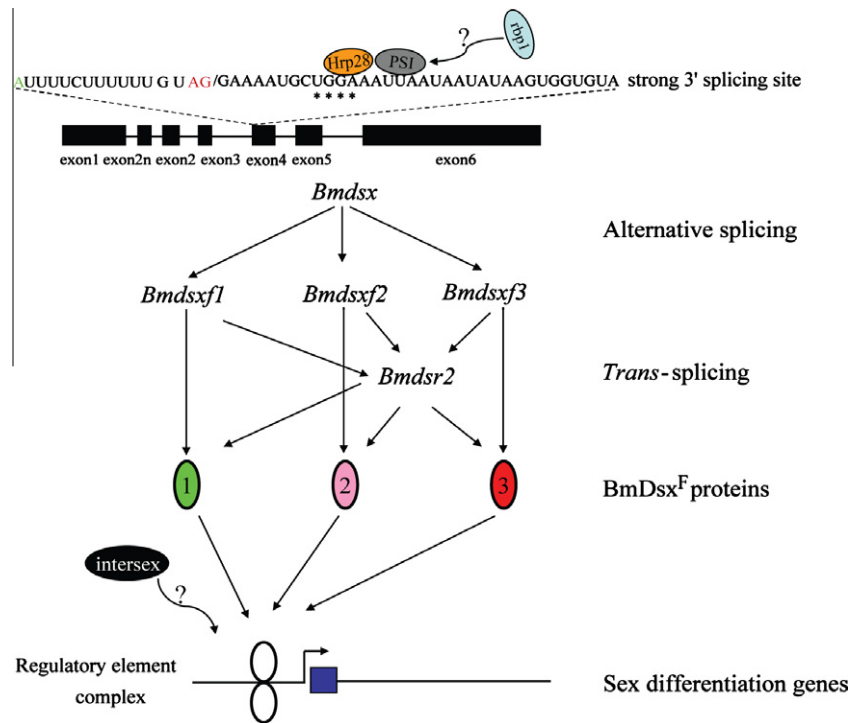 ? rbp1
Hrp28 PSI
AUUUUCUUUUUU G U AG/GAAAAUGCUGGAAAUUAAUAAUAUAAGUGGUGUA strong 3' splicing site
****
exon1 exon2n exon2 exon3 exon4 exon5 exon6
Bmdsx
Alternative splicing
Bmdsxf1 Bmdsxf2 Bmdsxf3
Bmdsr2 Trans-splicing
1 2 3 BmDsxF proteins
intersex
?
Regulatory element
complex
Sex differentiation genes